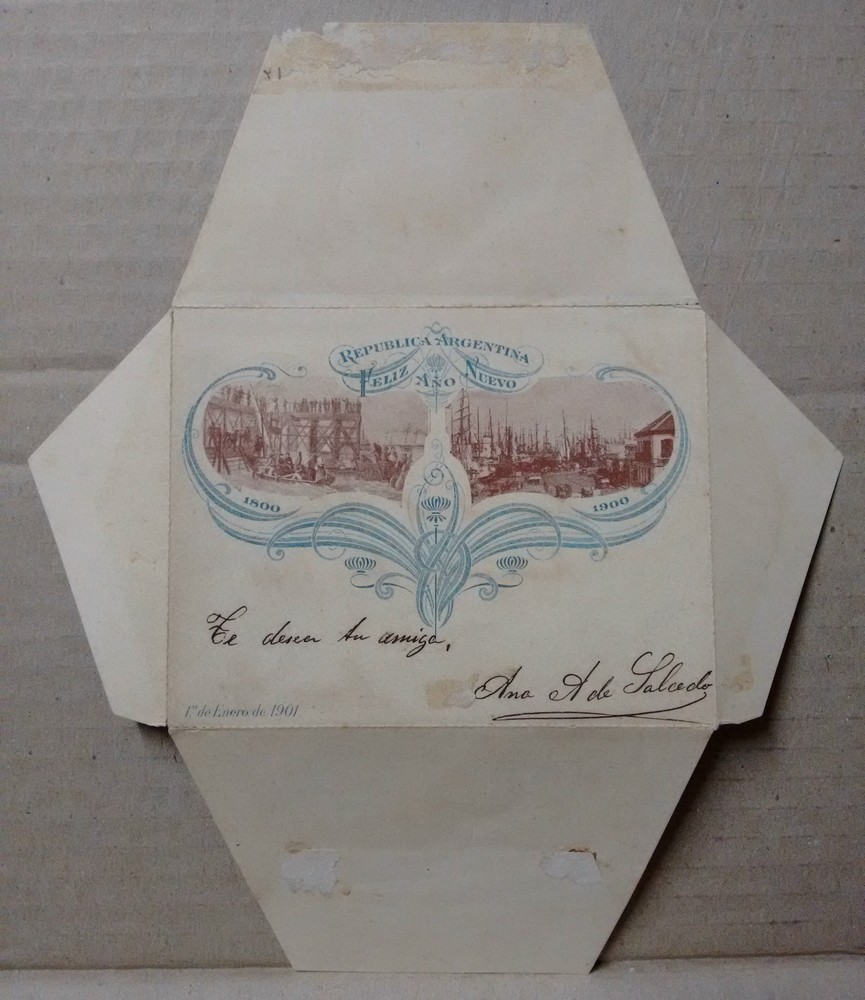 REPUBLICA ARGENTINA
FELIZ AÑO NUEVO
1800
1900
Te desea tu amiga,
Ana A de Salcedo
1º de Enero de 1901